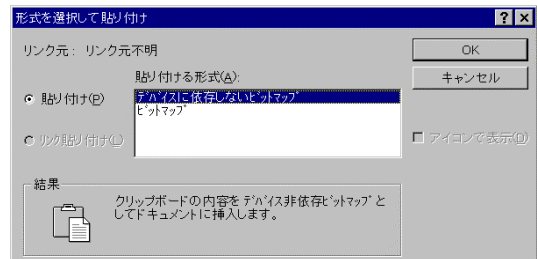 形式を選択して貼り付け
リンク元： リンク元不明
貼り付ける形式(A):
貼り付け(P)
ﾃﾞﾊﾞｲｽに依存しないﾋﾞｯﾄﾏｯﾌﾟ
ﾋﾞｯﾄﾏｯﾌﾟ
ﾘﾝｸ貼り付け(L)
OK
キャンセル
アイコンで表示(D)
結果
クリップボードの内容を ﾃﾞﾊﾞｲｽ非依存ﾋﾞｯﾄﾏｯﾌﾟ と
してドキュメントに挿入します。